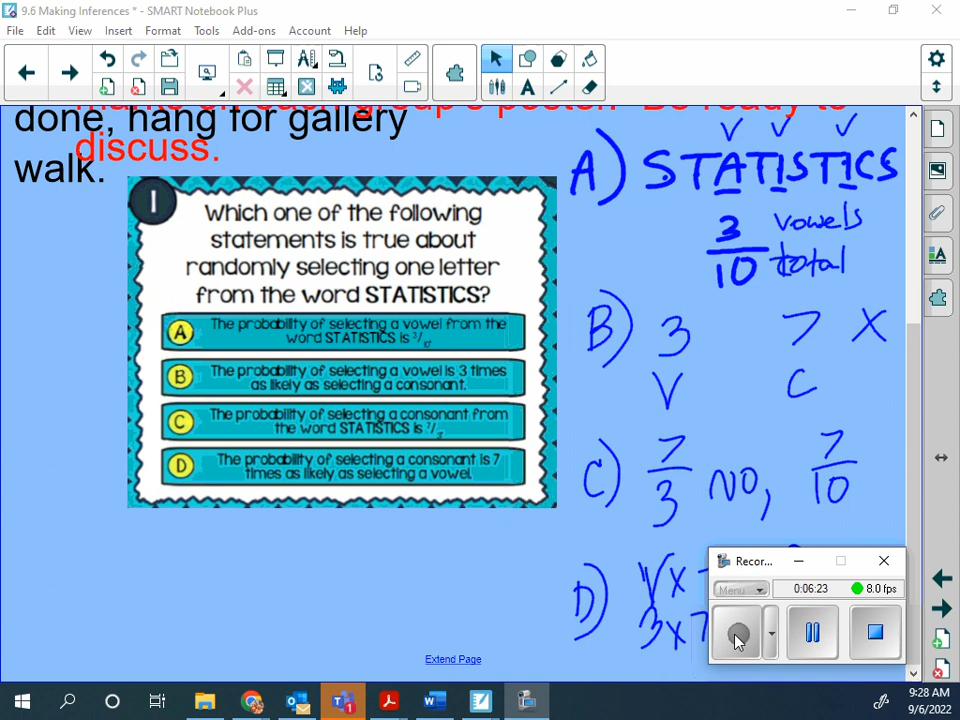 9.6 Making Inferences * - SMART Notebook Plus
File Edit View Insert Format Tools Add-ons Account Help
done, hang for gallery
discuss.
walk.
1
Which one of the following
statements is true about
randomly selecting one letter
from the word STATISTICS?
A The probability of selecting a vowel from the
word STATISTICS is 3/10.
B The probability of selecting a vowel is 3 times
as likely as selecting a consonant.
C The probability of selecting a consonant from
the word STATISTICS is 7/3.
D The probability of selecting a consonant is 7
times as likely as selecting a vowel.
V V V
A) STATISTICS
3 vowels
10 total
B) 3 7 X
V C
C) 7/3 NO, 7/10
D) V x
3 x 7
Recor...
Menu
0:06:23
8.0 fps
Extend Page
9:28 AM
9/6/2022